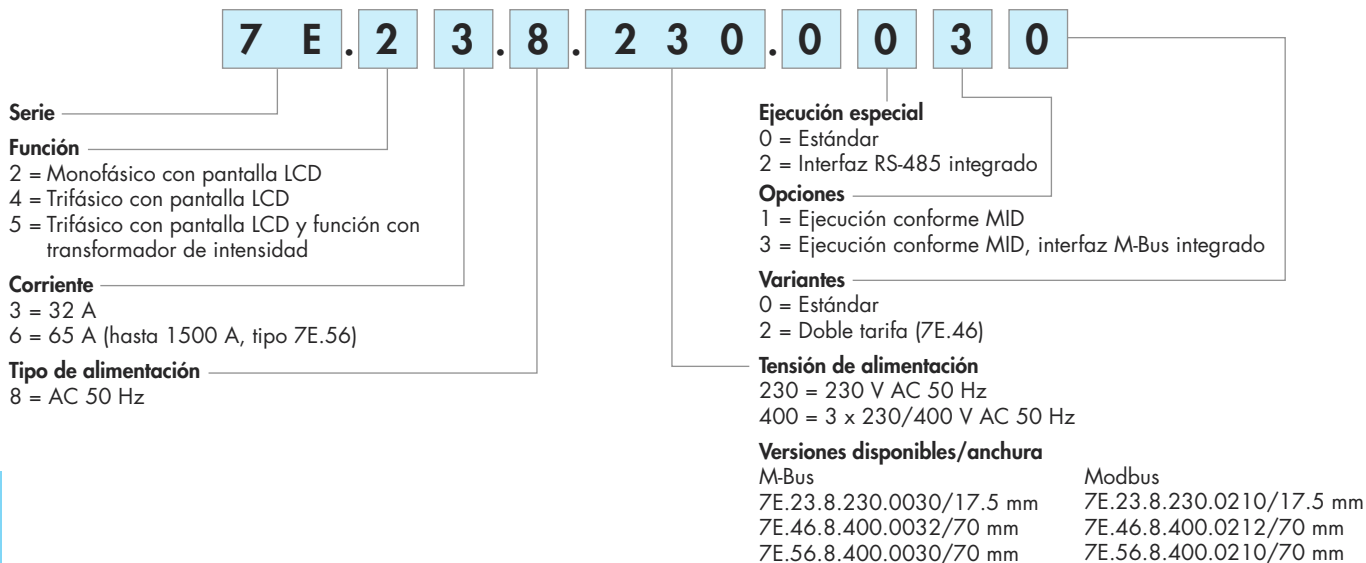 7 E . 2 3 . 8 . 2 3 0 . 0 0 3 0
Serie
Función
2 = Monofásico con pantalla LCD
4 = Trifásico con pantalla LCD
5 = Trifásico con pantalla LCD y función con
transformador de intensidad
Corriente
3 = 32 A
6 = 65 A (hasta 1500 A, tipo 7E.56)
Tipo de alimentación
8 = AC 50 Hz
Ejecución especial
0 = Estándar
2 = Interfaz RS-485 integrado
Opciones
1 = Ejecución conforme MID
3 = Ejecución conforme MID, interfaz M-Bus integrado
Variantes
0 = Estándar
2 = Doble tarifa (7E.46)
Tensión de alimentación
230 = 230 V AC 50 Hz
400 = 3 x 230/400 V AC 50 Hz
Versiones disponibles/anchura
M-Bus
7E.23.8.230.0030/17.5 mm
7E.46.8.400.0032/70 mm
7E.56.8.400.0030/70 mm
Modbus
7E.23.8.230.0210/17.5 mm
7E.46.8.400.0212/70 mm
7E.56.8.400.0210/70 mm